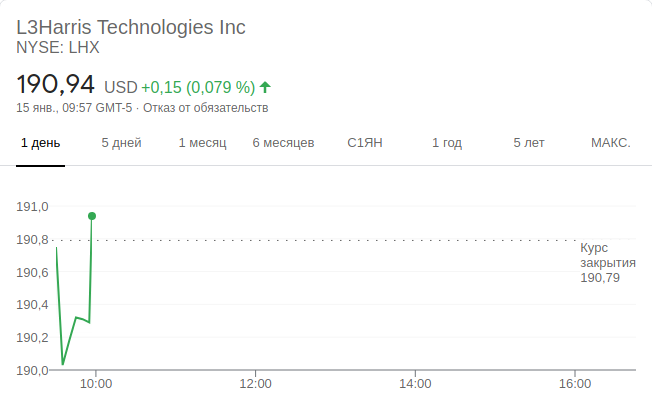 L3Harris Technologies Inc
NYSE: LHX
190,94 USD +0,15 (0,079 %)
15 янв., 09:57 GMT-5 · Отказ от обязательств
1 день 5 дней 1 месяц 6 месяцев С1ЯН 1 год 5 лет МАКС.
191,0
190,8
190,6
190,4
190,2
190,0
Курс
закрытия
190,79
10:00 12:00 14:00 16:00